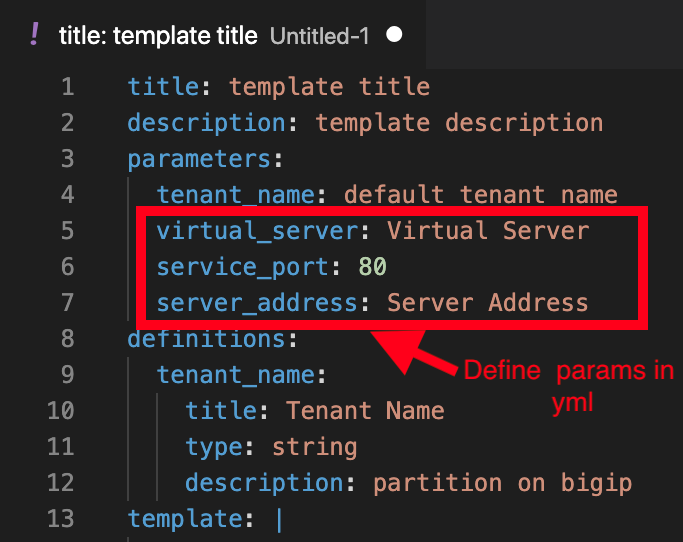 ! title: template title Untitled-1
1 title: template title
2 description: template description
3 parameters:
4 tenant_name: default tenant name
5 virtual_server: Virtual Server
6 service_port: 80
7 server_address: Server Address
8 definitions:
9 tenant_name:
10 title: Tenant Name
11 type: string
12 description: partition on bigip
13 template: |
Define params in
yml